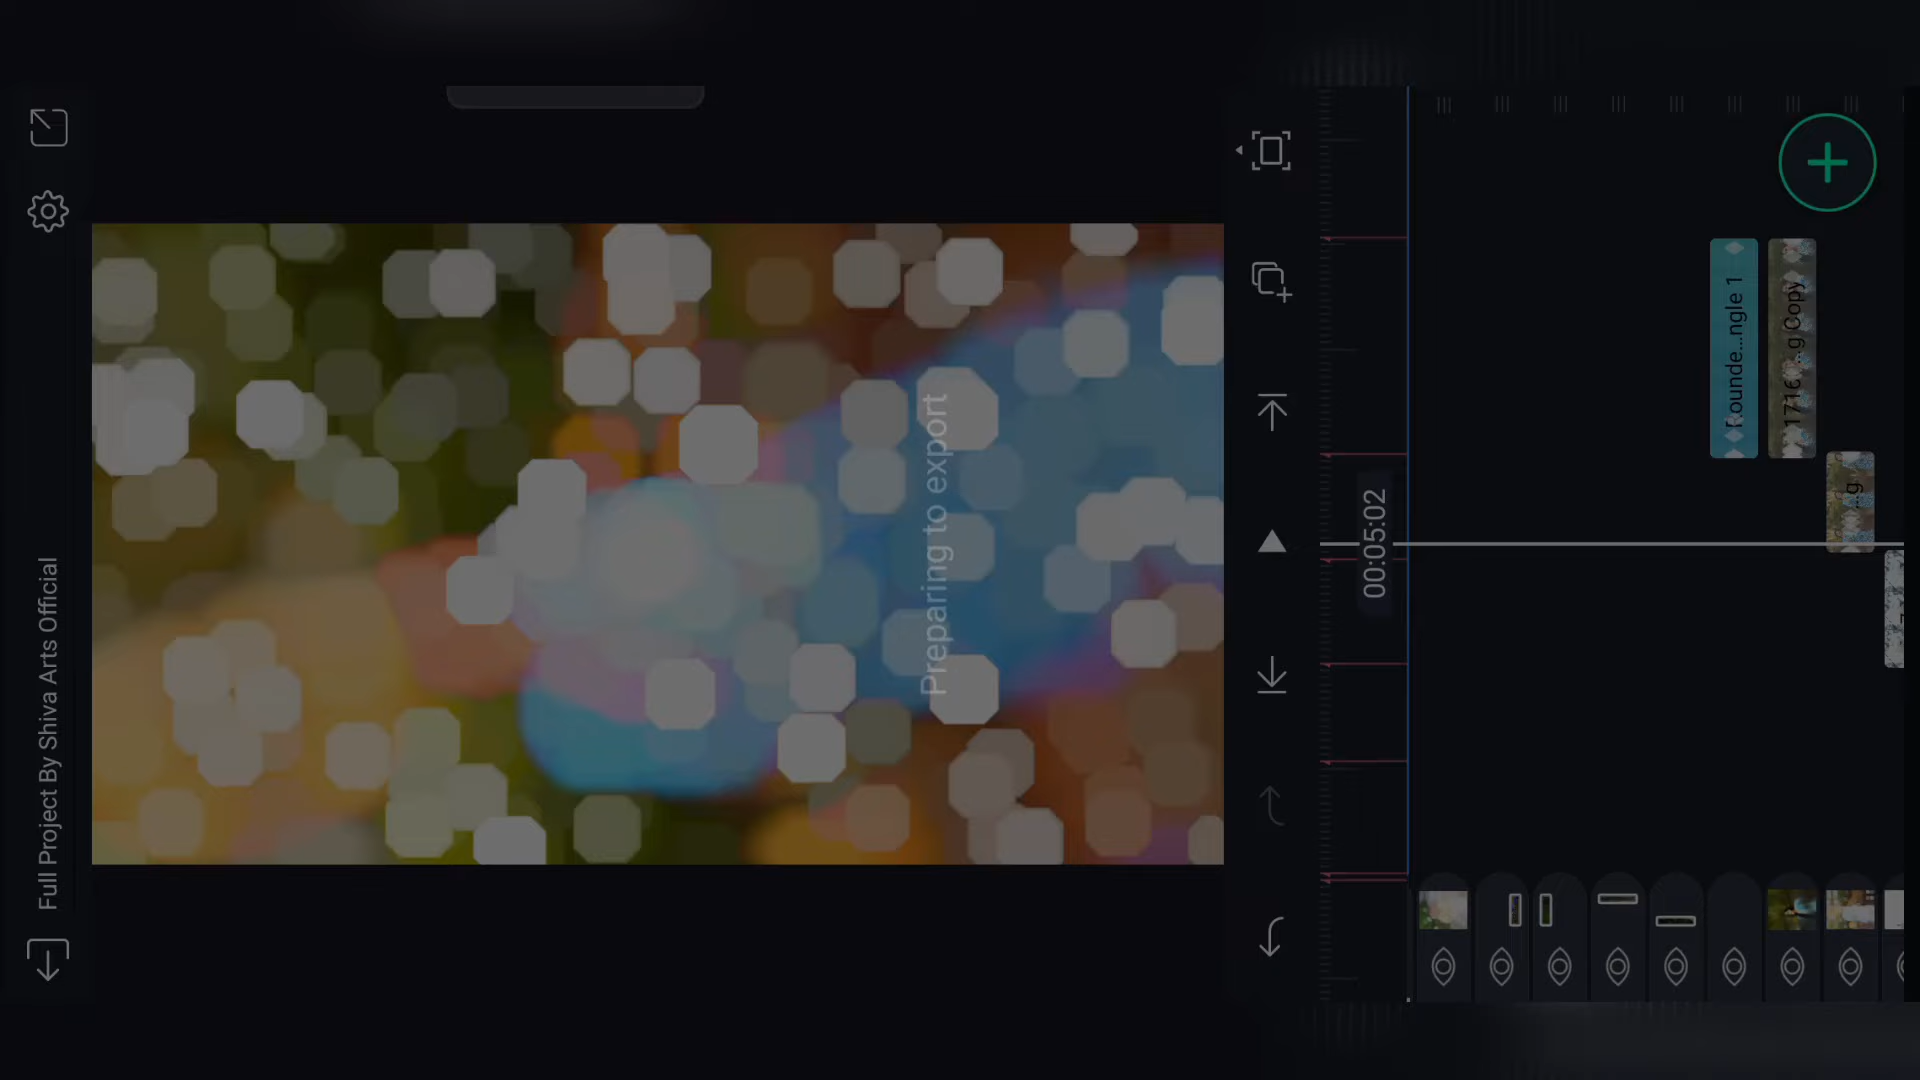 Full Project By Shiva Arts Official
Preparing to export
00:05:02
ounde...ngle 1
1716...g Copy
...g